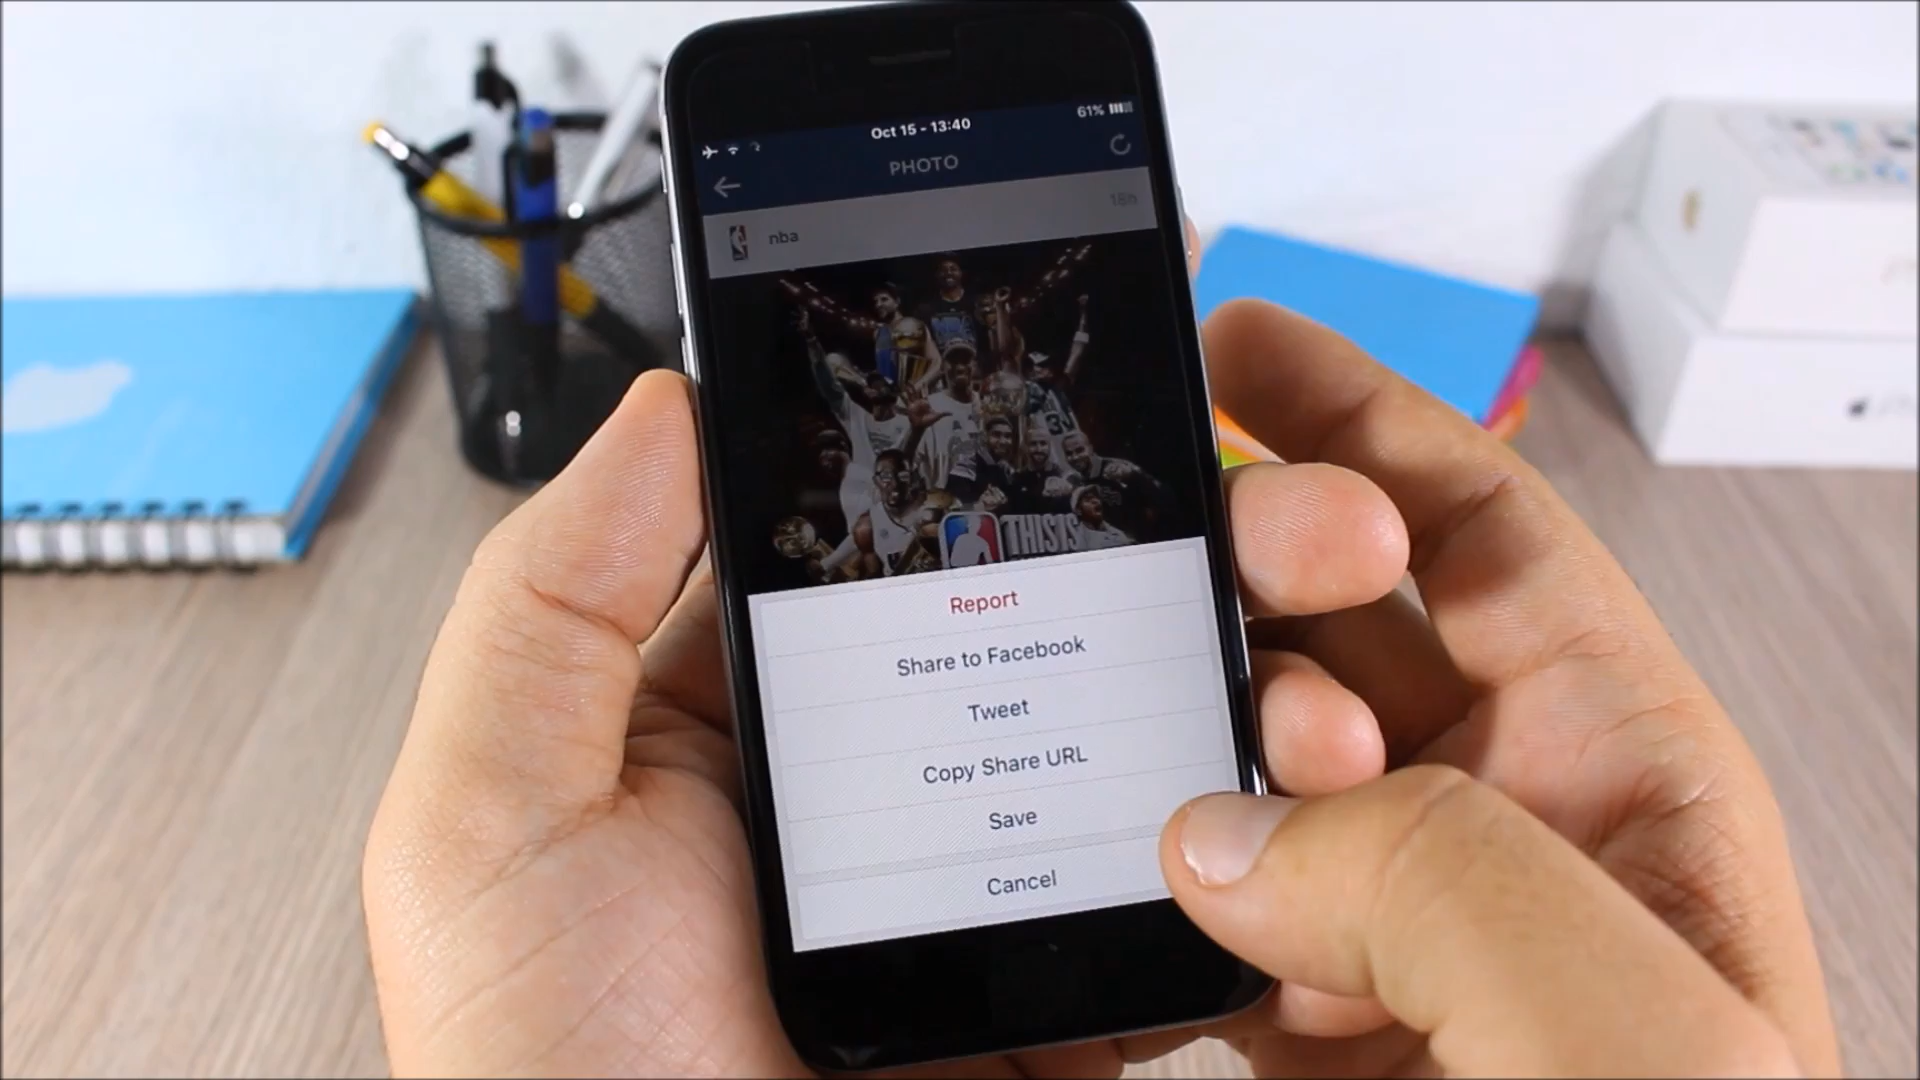 61%
Oct 15 - 13:40
PHOTO
18h
nba
34
THIS IS
Report
Share to Facebook
Tweet
Copy Share URL
Save
Cancel